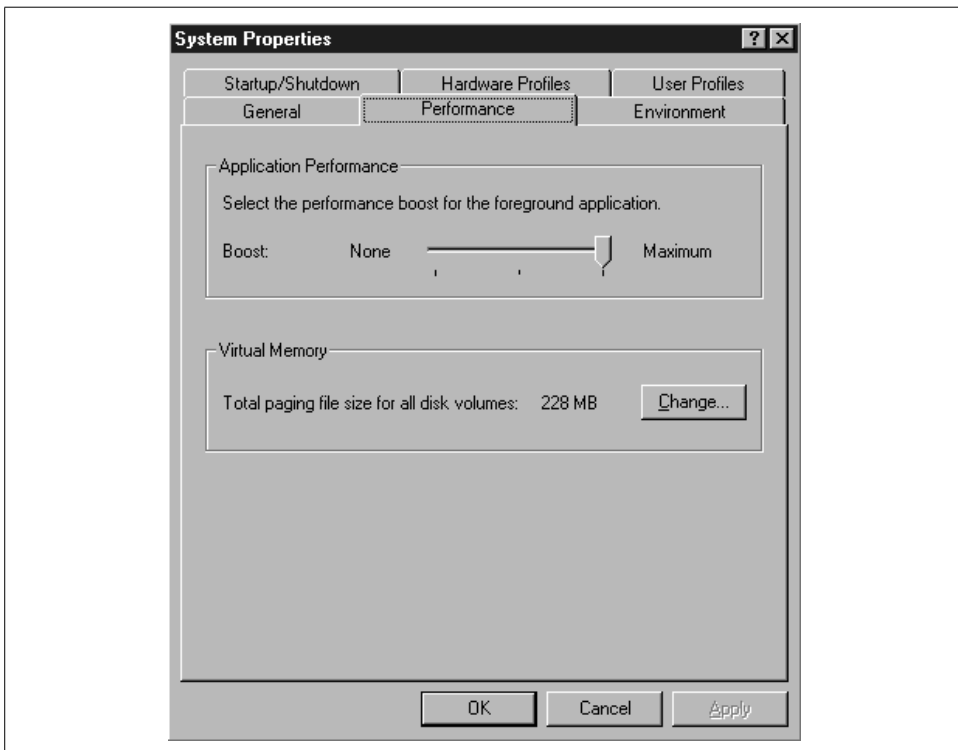 System Properties
Startup/Shutdown Hardware Profiles User Profiles
General Performance Environment
Application Performance
Select the performance boost for the foreground application.
Boost: None Maximum
Virtual Memory
Total paging file size for all disk volumes: 228 MB Change...
OK Cancel Apply